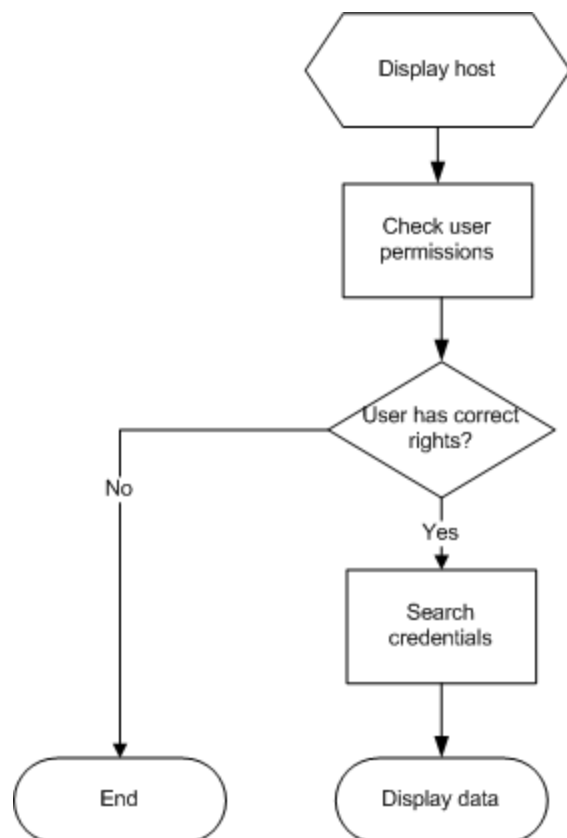 Display host
Check user
permissions
User has correct
rights?
No
Yes
Search
credentials
End
Display data